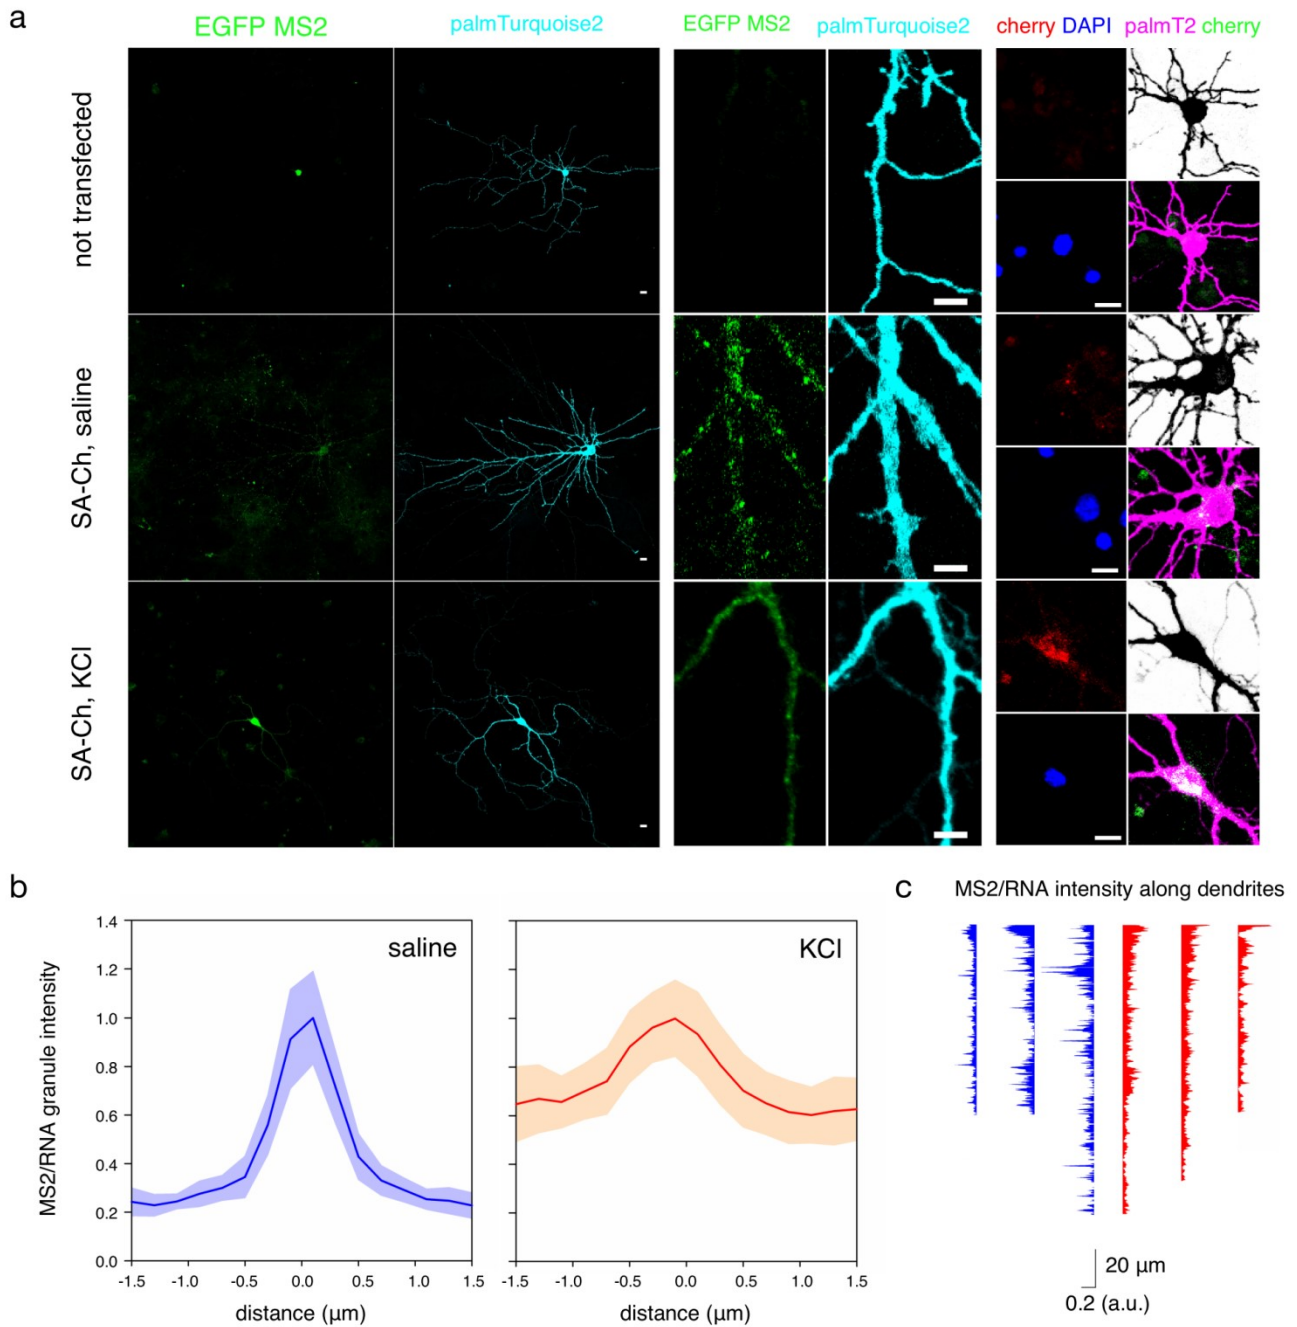 a
EGFP MS2
palmTurquoise2
EGFP MS2
palmTurquoise2
cherry DAPI
palmT2 cherry
not transfected
SA-Ch, saline
SA-Ch, KCl
b
MS2/RNA granule intensity
1.4
1.2
1.0
0.8
0.6
0.4
0.2
0.0
saline
-1.5 -1.0 -0.5 0.0 0.5 1.0 1.5
distance (μm)
KCl
-1.5 -1.0 -0.5 0.0 0.5 1.0 1.5
distance (μm)
c
MS2/RNA intensity along dendrites
20 μm
0.2 (a.u.)